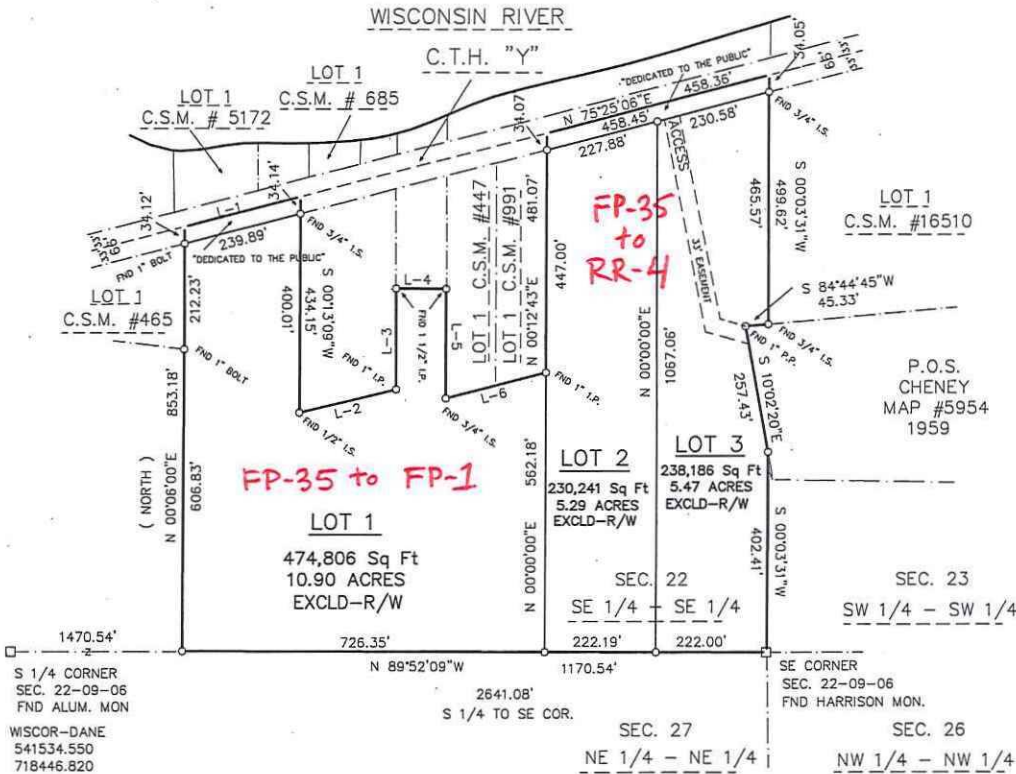 WISCONSIN RIVER
C.T.H. "Y"
LOT 1
C.S.M. # 5172
LOT 1
C.S.M. # 685
"DEDICATED TO THE PUBLIC"
N 75°25'06"E
458.36'
458.45'
227.88'
230.58'
34.07
34.05'
66'
33'
33'
FND 3/4" I.S.
ACCESS
33' EASEMENT
34.12'
L-1
34.14'
239.89'
"DEDICATED TO THE PUBLIC"
33'
33'
66'
FND 1" BOLT
FND 3/4" I.S.
LOT 1
C.S.M. #465
212.23'
FND 1" BOLT
S 00°13'09"W
434.15'
400.01'
L-4
L-3
L-5
FND 1 1/2" I.P.
FND 1" I.P.
L-2
FND 1/2" I.S.
L-6
FND 3/4" I.S.
LOT 1 C.S.M. #447
LOT 1 C.S.M. #991
N 00°12'43"E
481.07'
447.00'
FND 1" I.P.
FP-35
to
RR-4
N 00°00'00"E
1067.06'
S 00°03'31"W
499.62'
465.57'
LOT 1
C.S.M. #16510
S 84°44'45"W
45.33'
FND 3/4" I.S.
FND 1" P.P.
S 10°02'20"E
257.43'
P.O.S.
CHENEY
MAP #5954
1959
( NORTH )
N 00°06'00"E
853.18'
606.83'
FP-35 to FP-1
LOT 1
474,806 Sq Ft
10.90 ACRES
EXCLD-R/W
N 00°00'00"E
562.18'
LOT 2
230,241 Sq Ft
5.29 ACRES
EXCLD-R/W
LOT 3
238,186 Sq Ft
5.47 ACRES
EXCLD-R/W
S 00°03'31"W
402.41'
SEC. 22
SE 1/4 - SE 1/4
SEC. 23
SW 1/4 - SW 1/4
1470.54'
726.35'
222.19'
222.00'
N 89°52'09"W
1170.54'
2641.08'
S 1/4 TO SE COR.
S 1/4 CORNER
SEC. 22-09-06
FND ALUM. MON
WISCOR-DANE
541534.550
718446.820
SE CORNER
SEC. 22-09-06
FND HARRISON MON.
SEC. 27
NE 1/4 - NE 1/4
SEC. 26
NW 1/4 - NW 1/4